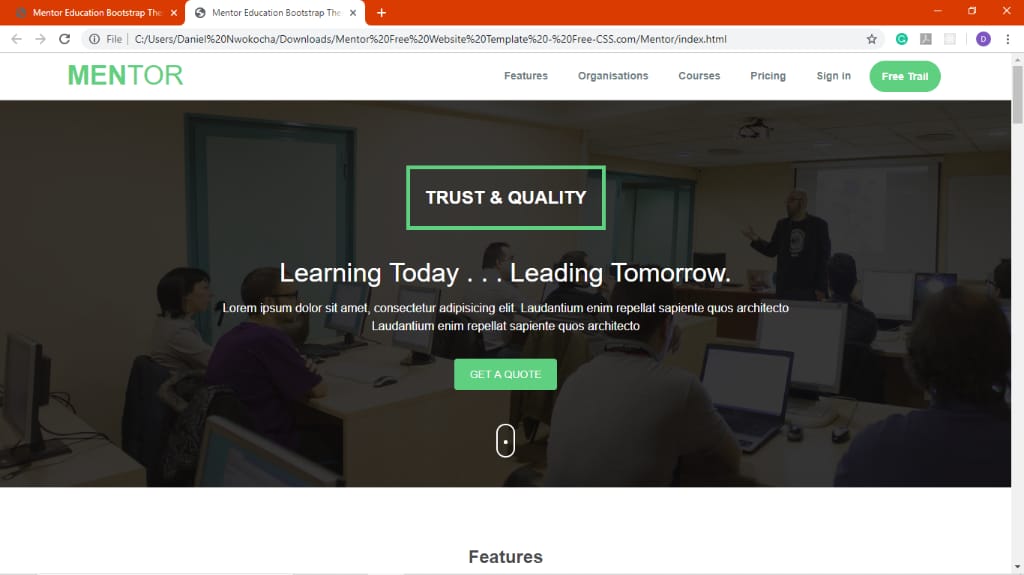 Mentor Education Bootstrap The
Mentor Education Bootstrap The
File
C:/Users/Daniel%20Nwokocha/Downloads/Mentor%20Free%20Website%20Template%20-%20Free-CSS.com/Mentor/index.html
D
MENTOR
Features
Organisations
Courses
Pricing
Sign in
Free Trail
TRUST & QUALITY
Learning Today . . . Leading Tomorrow.
Lorem ipsum dolor sit amet, consectetur adipisicing elit. Laudantium enim repellat sapiente quos architecto
Laudantium enim repellat sapiente quos architecto
GET A QUOTE
Features